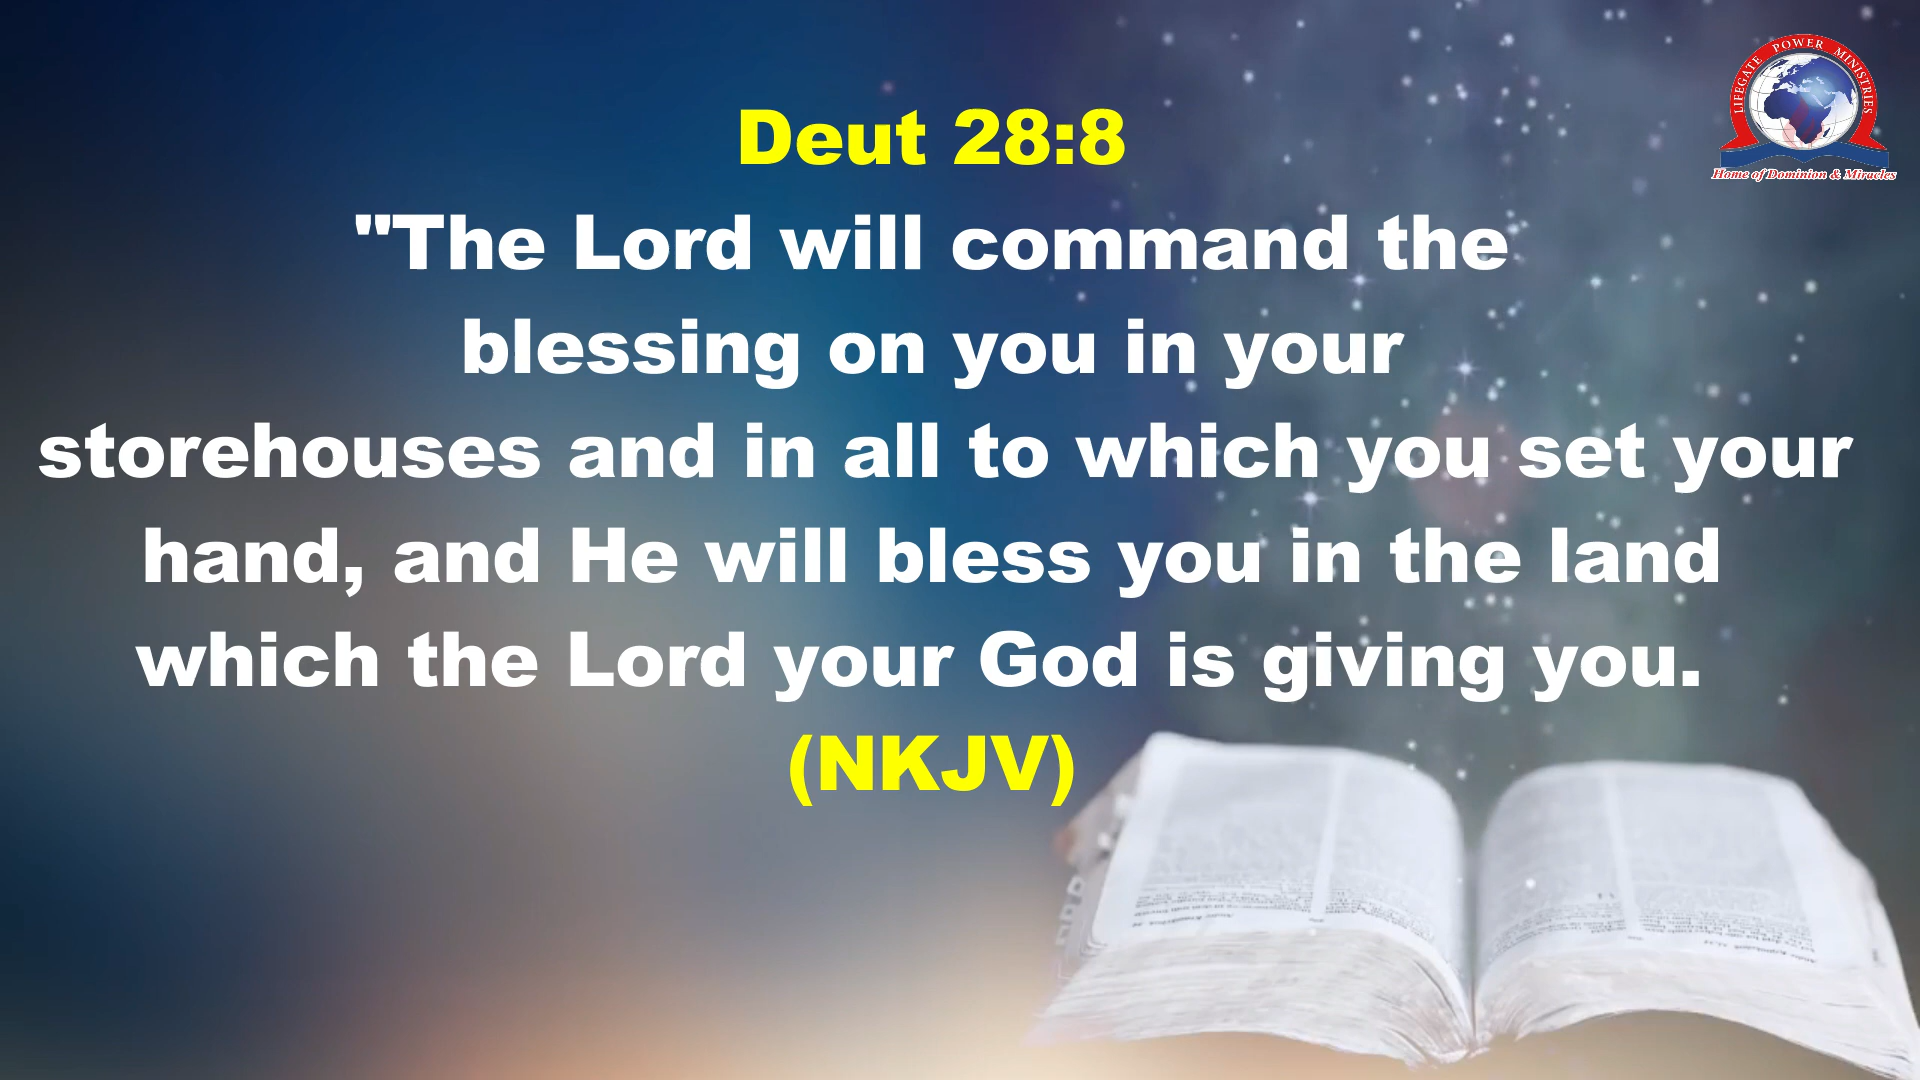 LIFEGATE POWER MINISTRIES
Home of Dominion & Miracles
Deut 28:8
"The Lord will command the
blessing on you in your
storehouses and in all to which you set your
hand, and He will bless you in the land
which the Lord your God is giving you.
(NKJV)